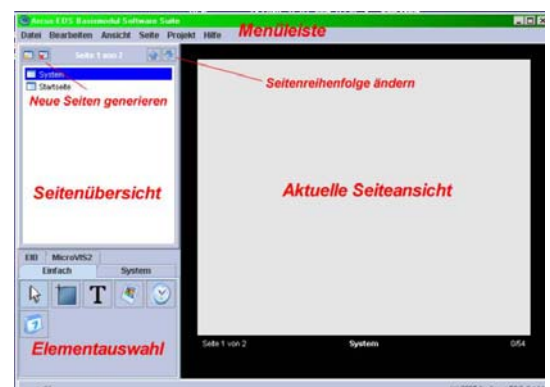 Arcus EDS Basismodul Software Suite
Datei Bearbeiten Ansicht Seite Projekt Hilfe
Menüleiste
Seite 1 von 2
System
Startseite
Neue Seiten generieren
Seitenreihenfolge ändern
Seitenübersicht
Aktuelle Seiteansicht
EIB MicroVIS2
Einfach System
T
Elementauswahl
Seite 1 von 2 System 0/54